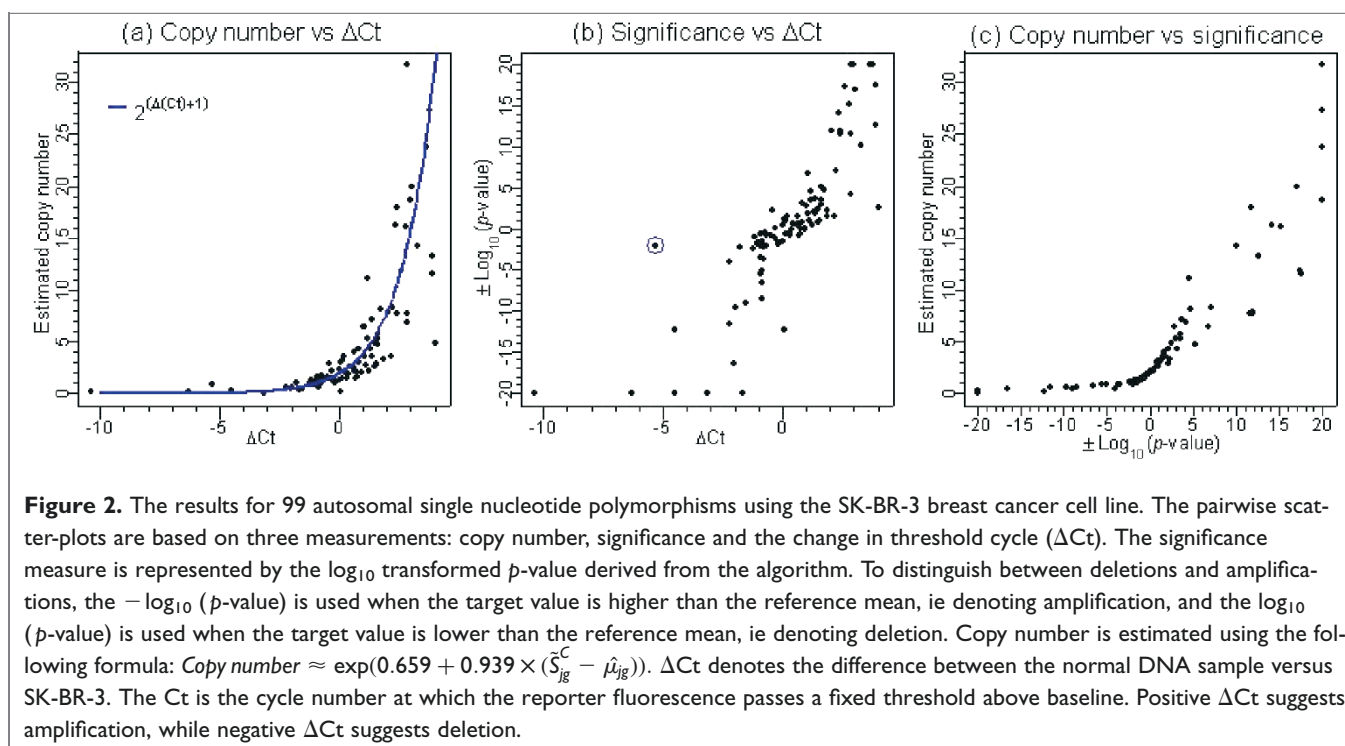 (a) Copy number vs ΔCt
(b) Significance vs ΔCt
(c) Copy number vs significance
Estimated copy number
0 5 10 15 20 25 30
2^(Δ(Ct)+1)
-10 -5 0
ΔCt
± Log10 (p-value)
-20 -15 -10 -5 0 5 10 15 20
-10 -5 0
ΔCt
Estimated copy number
0 5 10 15 20 25 30
-20 -15 -10 -5 0 5 10 15 20
± Log10 (p-value)
Figure 2. The results for 99 autosomal single nucleotide polymorphisms using the SK-BR-3 breast cancer cell line. The pairwise scat-
ter-plots are based on three measurements: copy number, significance and the change in threshold cycle (ΔCt). The significance
measure is represented by the log10 transformed p-value derived from the algorithm. To distinguish between deletions and amplifica-
tions, the −log10 (p-value) is used when the target value is higher than the reference mean, ie denoting amplification, and the log10
(p-value) is used when the target value is lower than the reference mean, ie denoting deletion. Copy number is estimated using the fol-
lowing formula: Copy number ≈ exp(0.659 + 0.939 × (S̃jg^C − μ̂jg)). ΔCt denotes the difference between the normal DNA sample versus
SK-BR-3. The Ct is the cycle number at which the reporter fluorescence passes a fixed threshold above baseline. Positive ΔCt suggests
amplification, while negative ΔCt suggests deletion.